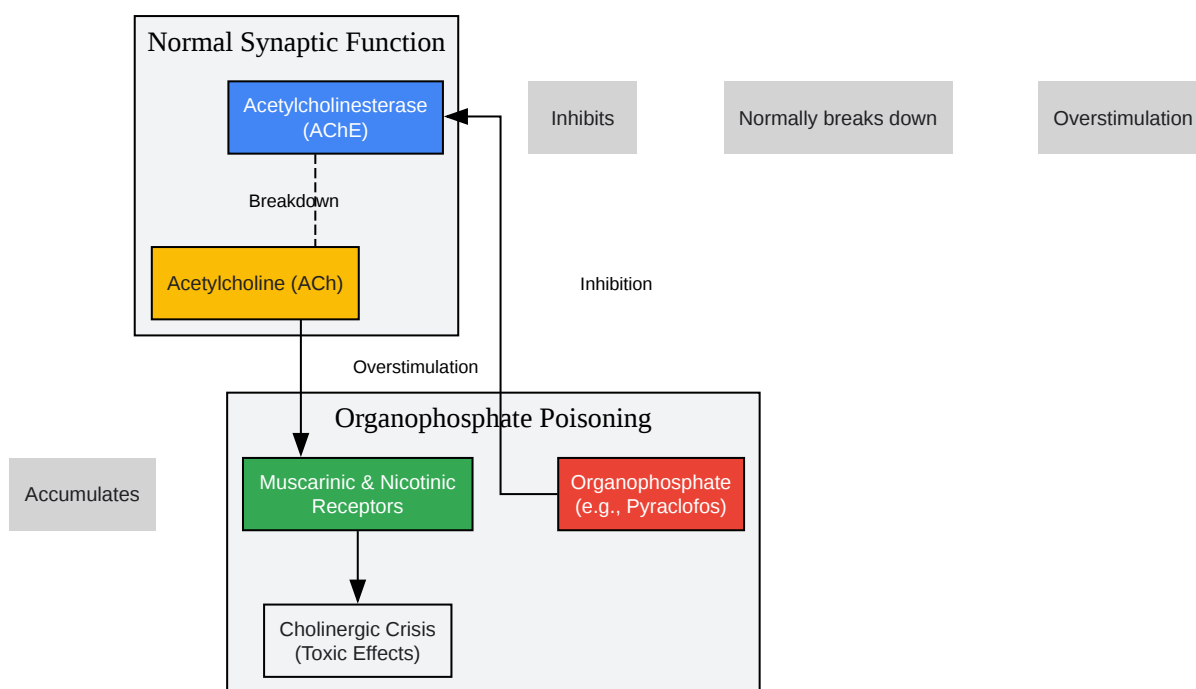 Normal Synaptic Function
Acetylcholinesterase
(AChE)
Inhibits
Normally breaks down
Overstimulation
Breakdown
Acetylcholine (ACh)
Inhibition
Overstimulation
Organophosphate Poisoning
Accumulates
Muscarinic & Nicotinic
Receptors
Organophosphate
(e.g., Pyraclofos)
Cholinergic Crisis
(Toxic Effects)